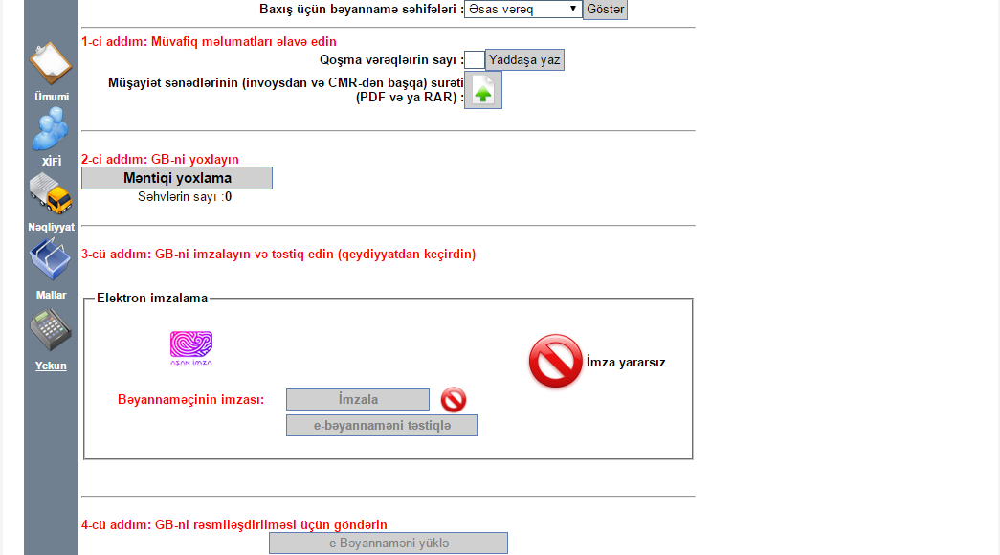 Baxış üçün bəyannamə səhifələri : Əsas vərəq Göstər
1-ci addım: Müvafiq məlumatları əlavə edin
Qoşma vərəqlıırin sayı : Yaddaşa yaz
Müşayiət sənədlərinin (invoysdan və CMR-dən başqa) surəti
(PDF və ya RAR) :
Ümumi
2-ci addım: GB-ni yoxlayın
XİFİ
Məntiqi yoxlama
Səhvlərin sayı :0
Nəqliyyat
3-cü addım: GB-ni imzalayın və təstiq edin (qeydiyyatdan keçirdin)
Mallar
Elektron imzalama
ASAN İMZA
İmza yararsız
Yekun
Bəyannaməçinin imzası: İmzala
e-bəyannaməni təstiqlə
4-cü addım: GB-ni rəsmiləşdirilməsi üçün göndərin
e-Bəyannaməni yüklə